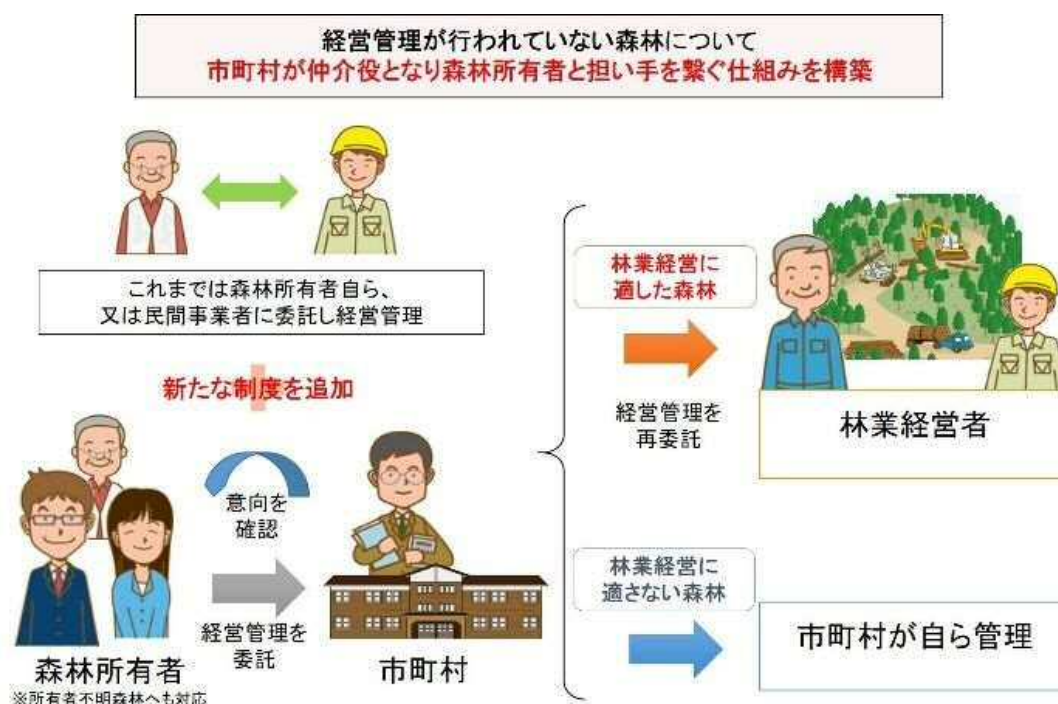 経営管理が行われていない森林について
市町村が仲介役となり森林所有者と担い手を繋ぐ仕組みを構築
これまでは森林所有者自ら、
又は民間事業者に委託し経営管理
新たな制度を追加
意向を
確認
経営管理を
委託
森林所有者
※所有者不明森林へも対応
市町村
林業経営に
適した森林
経営管理を
再委託
林業経営者
林業経営に
適さない森林
市町村が自ら管理